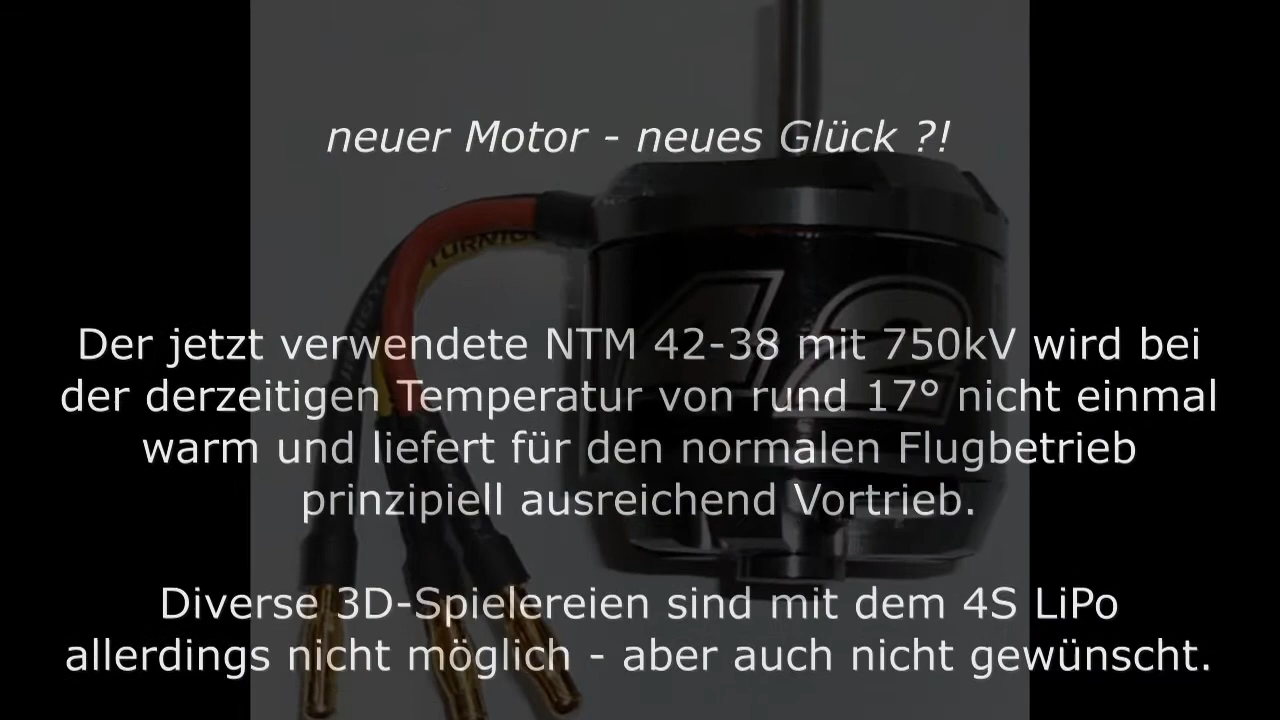 neuer Motor - neues Glück ?!
TURNIGY
42
Der jetzt verwendete NTM 42-38 mit 750kV wird bei
der derzeitigen Temperatur von rund 17° nicht einmal
warm und liefert für den normalen Flugbetrieb
prinzipiell ausreichend Vortrieb.
Diverse 3D-Spielereien sind mit dem 4S LiPo
allerdings nicht möglich - aber auch nicht gewünscht.